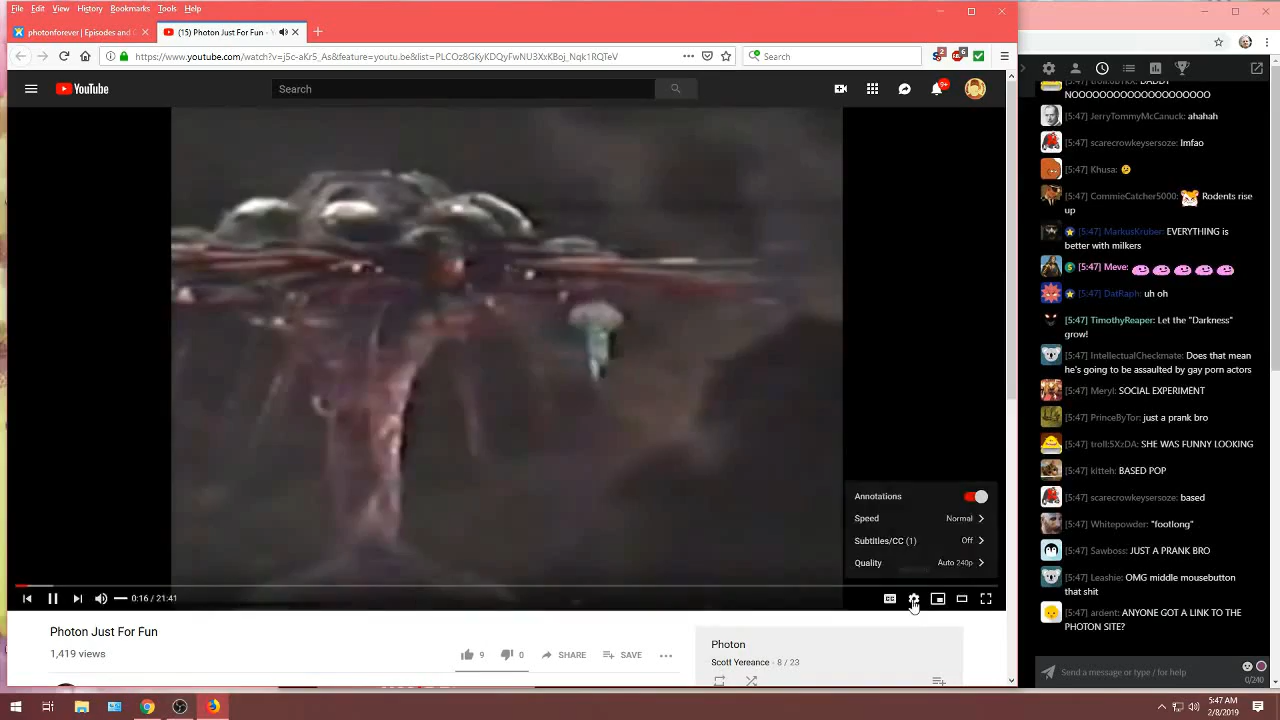 File Edit View History Bookmarks Tools Help
photonforever | Episodes and
(15) Photon Just For Fun -
https://www.youtube.com/watch?v=j5c-aKr5_As&feature=youtu.be&list=PLCOz8GKyKDQyFwNU3XxKBoj_Nqk1RQTeV
Search
2
6
YouTube
Search
9+
NOOOOOOOOOOOOOOOOOOOO
[5:47] JerryTommyMcCanuck: ahahah
[5:47] scarecrowkeysersoze: lmfao
[5:47] Khusa:
[5:47] CommieCatcher5000: Rodents rise
up
[5:47] MarkusKruber: EVERYTHING is
better with milkers
[5:47] Meve:
[5:47] DatRaph: uh oh
[5:47] TimothyReaper: Let the "Darkness"
grow!
[5:47] IntellectualCheckmate: Does that mean
he's going to be assaulted by gay porn actors
[5:47] Meryl: SOCIAL EXPERIMENT
[5:47] PrinceByTor: just a prank bro
[5:47] troll:5XzDA: SHE WAS FUNNY LOOKING
[5:47] kitteh: BASED POP
[5:47] scarecrowkeysersoze: based
[5:47] Whitepowder: "footlong"
[5:47] Sawboss: JUST A PRANK BRO
[5:47] Leashie: OMG middle mousebutton
that shit
[5:47] ardent: ANYONE GOT A LINK TO THE
PHOTON SITE?
Send a message or type / for help
0/240
Annotations
Speed Normal
Subtitles/CC (1) Off
Quality Auto 240p
0:16 / 21:41
CC
Photon Just For Fun
1,419 views
9
0
SHARE
SAVE
Photon
Scott Yereance - 8 / 23
5:47 AM
2/8/2019